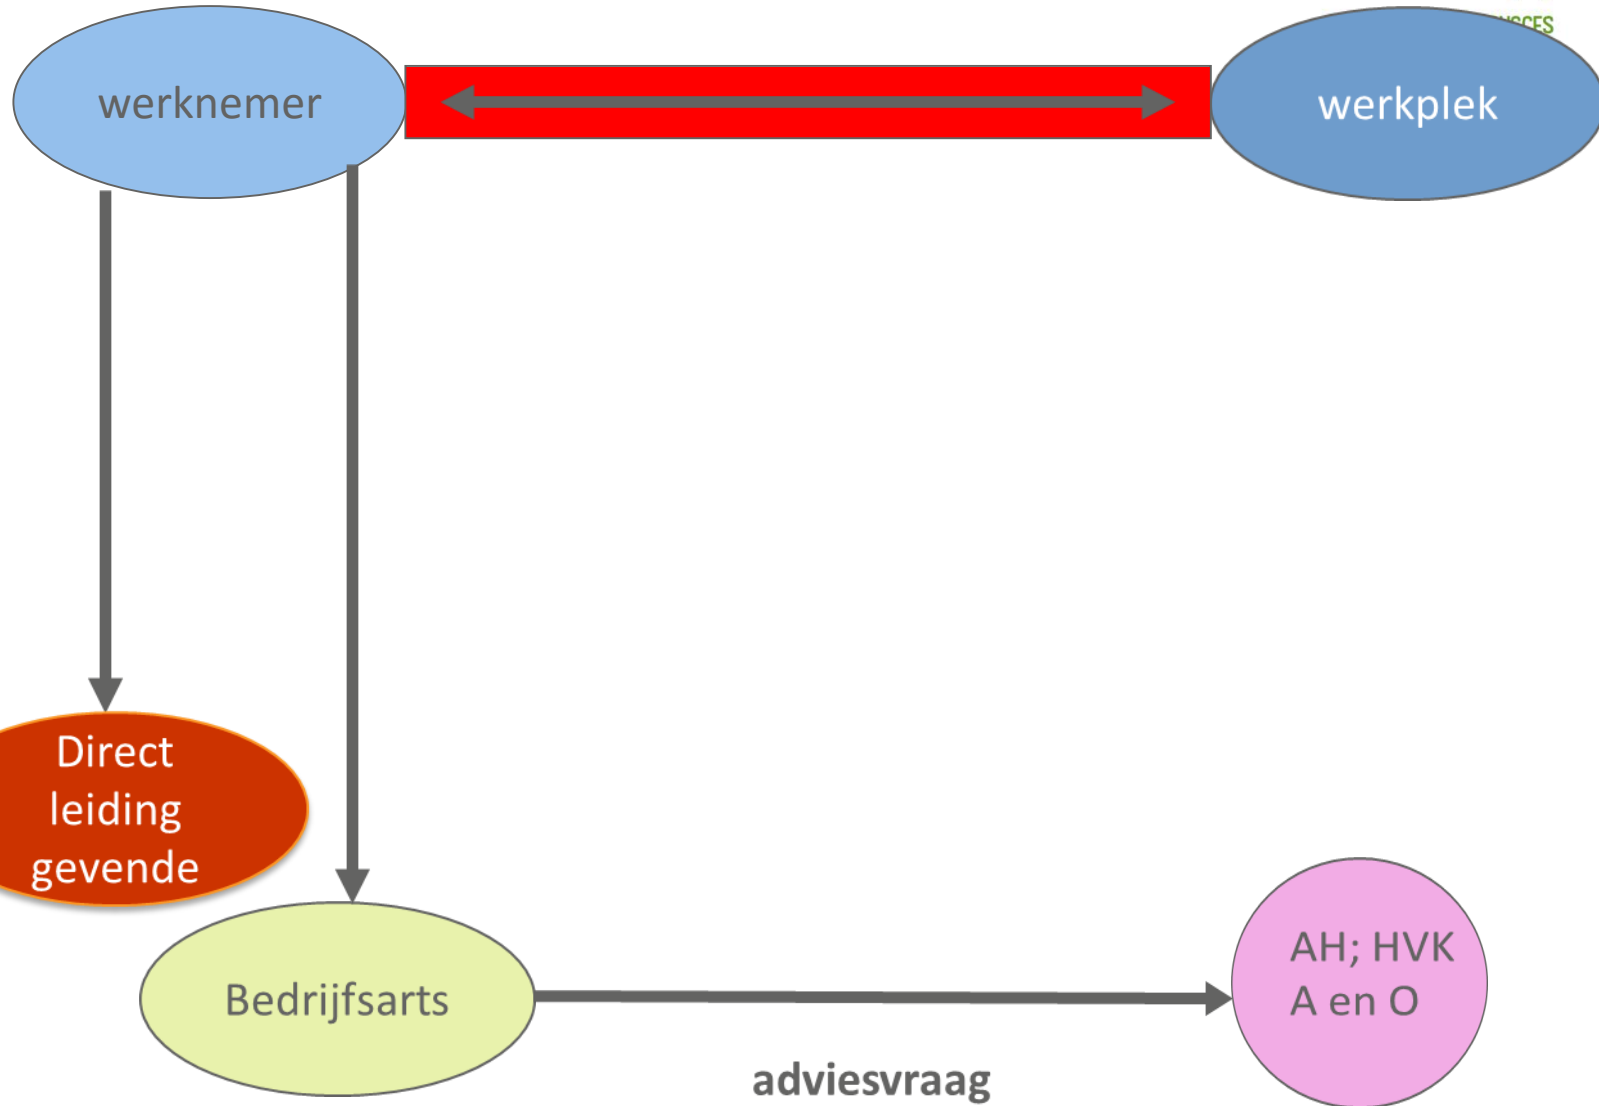 werknemer
werkplek
Direct
leiding
gevende
Bedrijfsarts
AH; HVK
A en O
adviesvraag